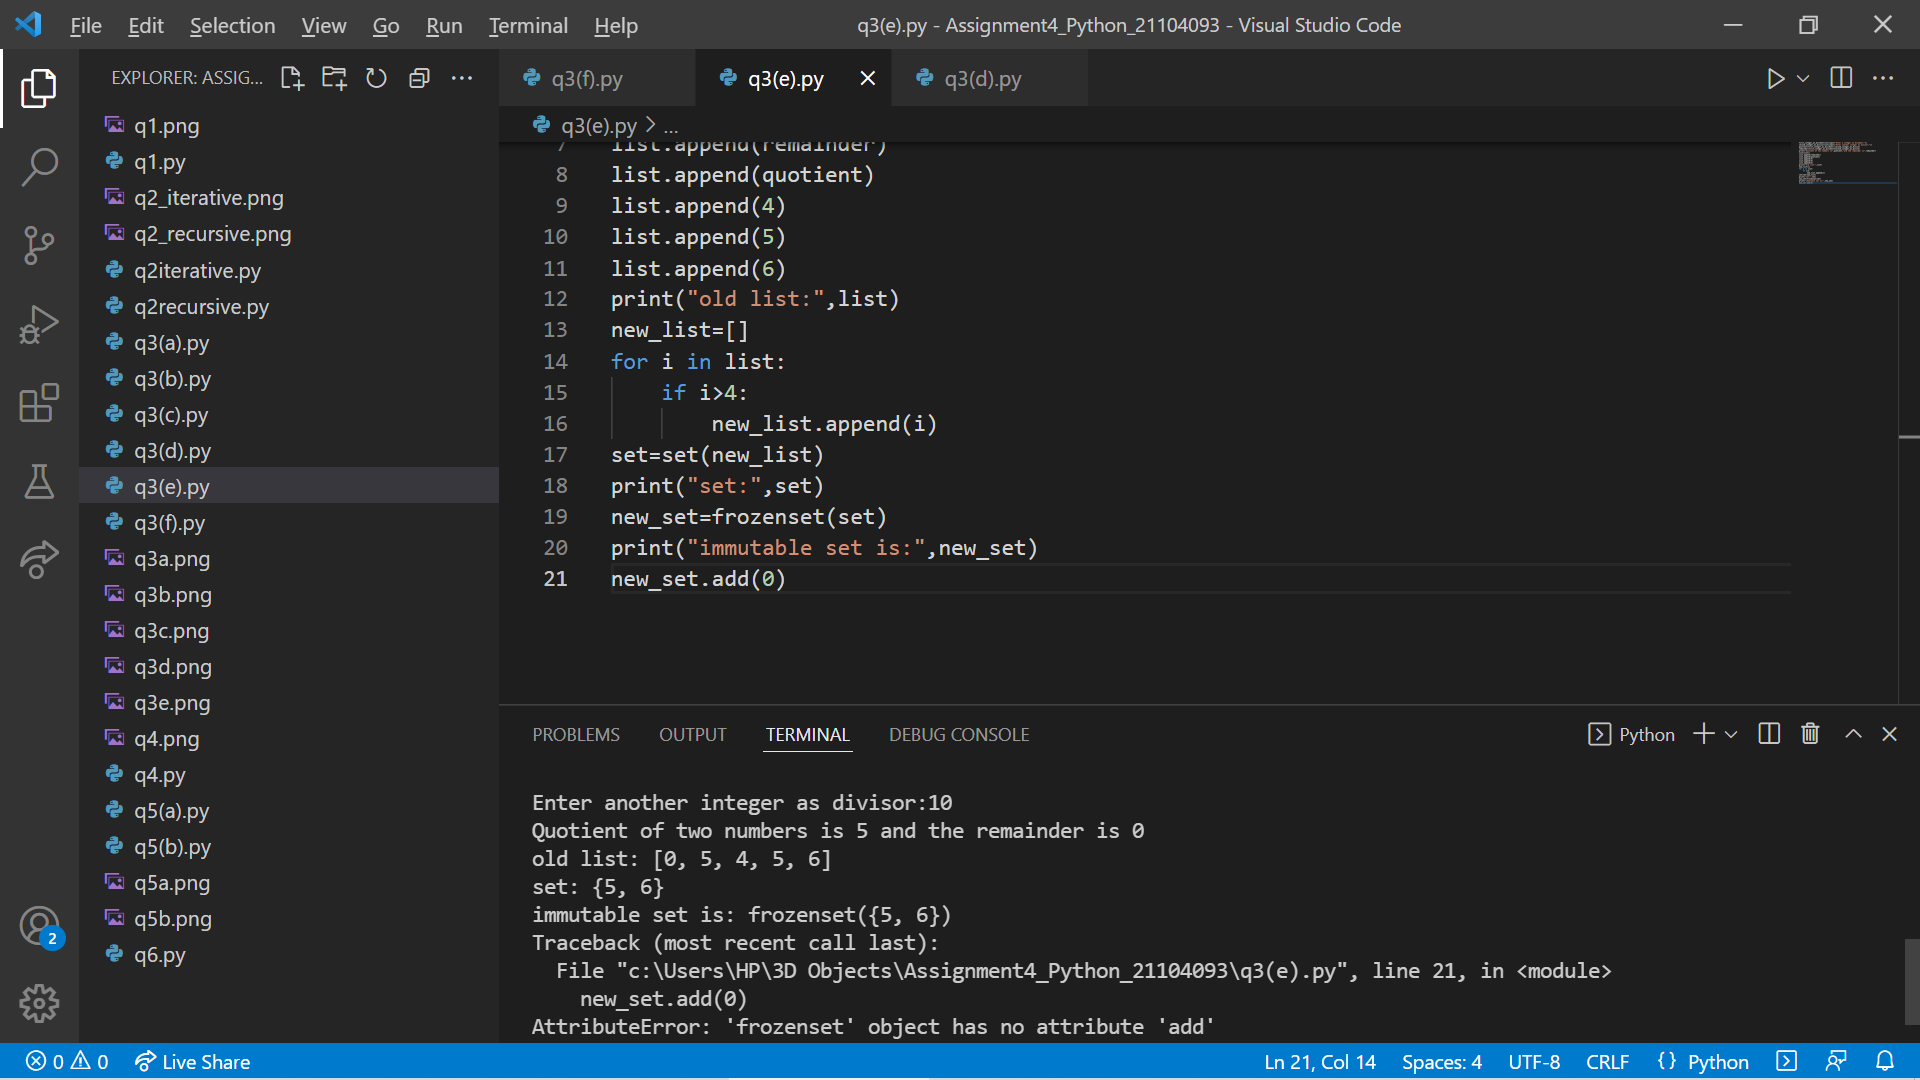 File Edit Selection View Go Run Terminal Help
q3(e).py - Assignment4_Python_21104093 - Visual Studio Code
EXPLORER: ASSIG...
q1.png
q1.py
q2_iterative.png
q2_recursive.png
q2iterative.py
q2recursive.py
q3(a).py
q3(b).py
q3(c).py
q3(d).py
q3(e).py
q3(f).py
q3a.png
q3b.png
q3c.png
q3d.png
q3e.png
q4.png
q4.py
q5(a).py
q5(b).py
q5a.png
q5b.png
q6.py
2
q3(f).py q3(e).py q3(d).py
q3(e).py > ...
7 list.append(remainder)
8 list.append(quotient)
9 list.append(4)
10 list.append(5)
11 list.append(6)
12 print("old list:",list)
13 new_list=[]
14 for i in list:
15     if i>4:
16         new_list.append(i)
17 set=set(new_list)
18 print("set:",set)
19 new_set=frozenset(set)
20 print("immutable set is:",new_set)
21 new_set.add(0)
PROBLEMS OUTPUT TERMINAL DEBUG CONSOLE
Python
Enter another integer as divisor:10
Quotient of two numbers is 5 and the remainder is 0
old list: [0, 5, 4, 5, 6]
set: {5, 6}
immutable set is: frozenset({5, 6})
Traceback (most recent call last):
  File "c:\Users\HP\3D Objects\Assignment4_Python_21104093\q3(e).py", line 21, in <module>
    new_set.add(0)
AttributeError: 'frozenset' object has no attribute 'add'
0 0 Live Share
Ln 21, Col 14 Spaces: 4 UTF-8 CRLF {} Python